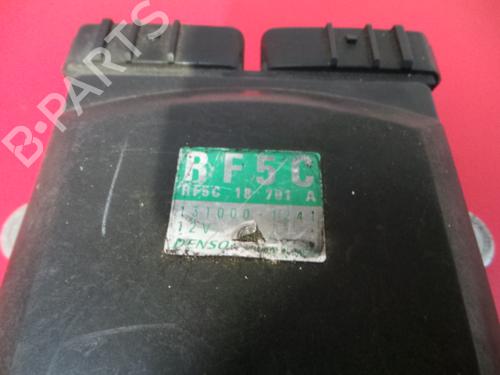 B-PARTS
RF5C
RF5C 18 701 A
131000-1241
12V
DENSO